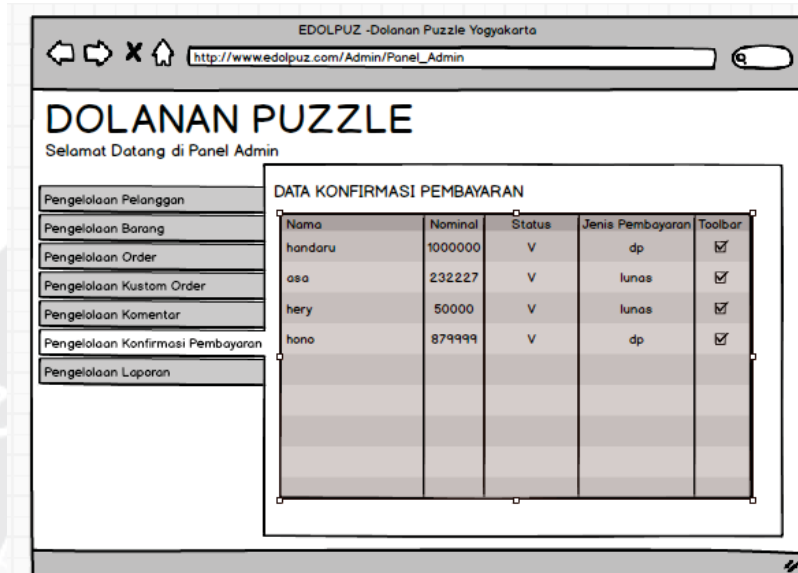 EDOLPUZ -Dolanan Puzzle Yogyakarta
http://www.edolpuz.com/Admin/Panel_Admin
DOLANAN PUZZLE
Selamat Datang di Panel Admin
Pengelolaan Pelanggan
Pengelolaan Barang
Pengelolaan Order
Pengelolaan Kustom Order
Pengelolaan Komentar
Pengelolaan Konfirmasi Pembayaran
Pengelolaan Laporan
DATA KONFIRMASI PEMBAYARAN
Nama Nominal Status Jenis Pembayaran Toolbar
handaru 1000000 V dp
asa 232227 V lunas
hery 50000 V lunas
hono 879999 V dp